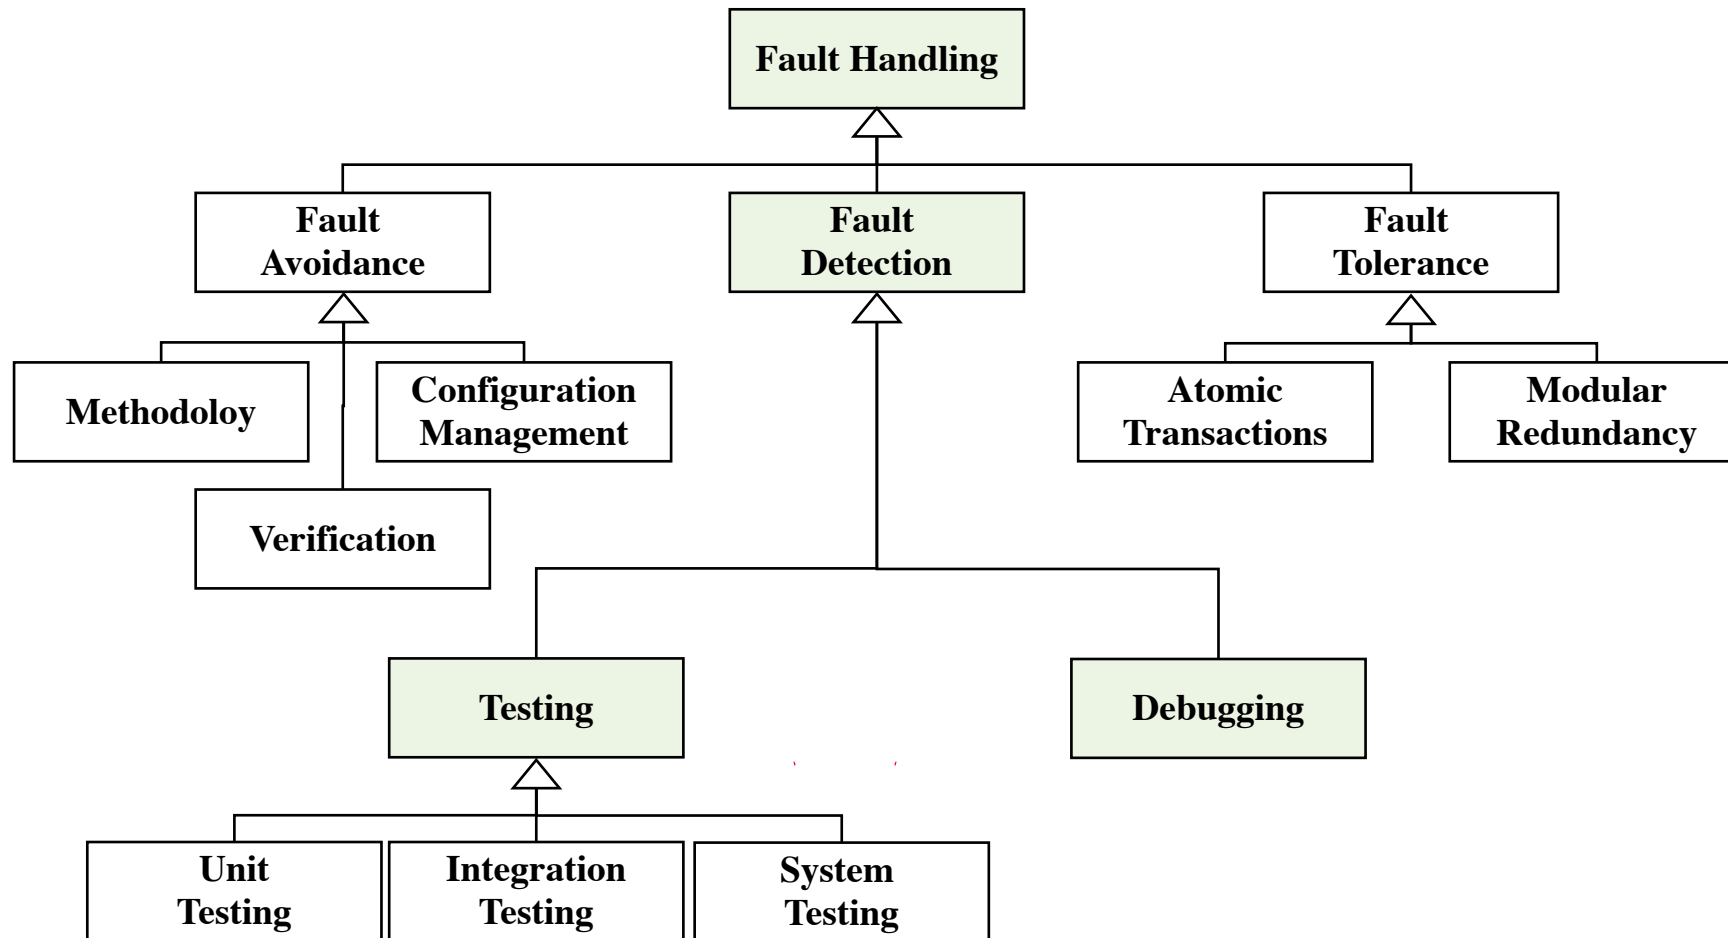 Fault Handling
Fault
Avoidance
Fault
Detection
Fault
Tolerance
Methodoloy
Configuration
Management
Atomic
Transactions
Modular
Redundancy
Verification
Testing
Debugging
Unit
Testing
Integration
Testing
System
Testing